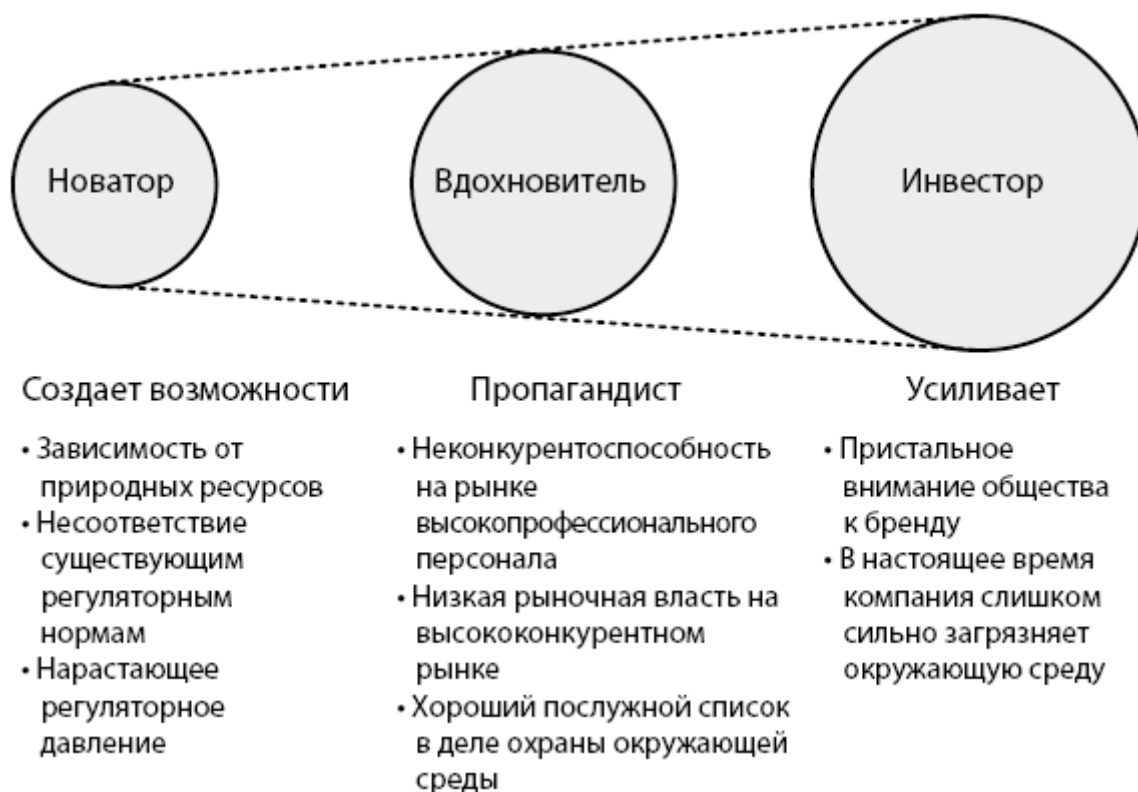 Новатор
Вдохновитель
Инвестор
Создает возможности
• Зависимость от
природных ресурсов
• Несоответствие
существующим
регуляторным
нормам
• Нарастающее
регуляторное
давление
Пропагандист
• Неконкурентоспособность
на рынке
высокопрофессионального
персонала
• Низкая рыночная власть на
высококонкурентном
рынке
• Хороший послужной список
в деле охраны окружающей
среды
Усиливает
• Пристальное
внимание общества
к бренду
• В настоящее время
компания слишком
сильно загрязняет
окружающую среду